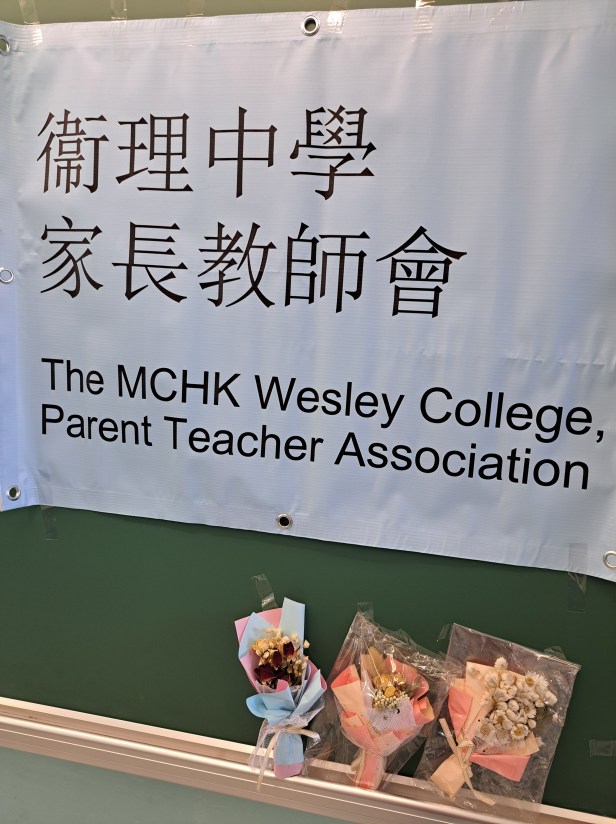 衞理中學
家長教師會
The MCHK Wesley College,
Parent Teacher Association